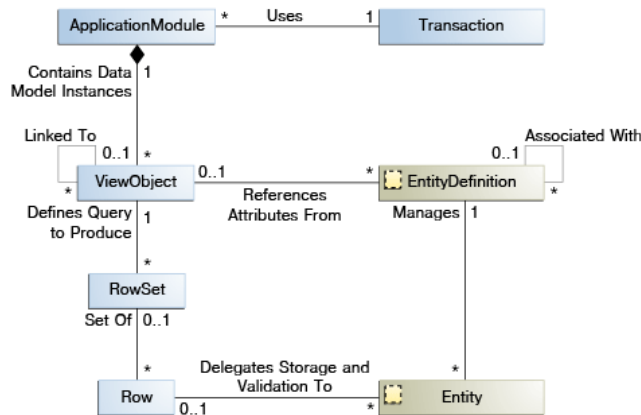 ApplicationModule
*
Uses
1
Transaction
Contains Data
Model Instances
1
Linked To
0..1
*
*
ViewObject
0..1
References
Attributes From
*
Associated With
0..1
*
EntityDefinition
Defines Query
to Produce
1
Manages
1
*
RowSet
Set Of
0..1
*
Row
0..1
Delegates Storage and
Validation To
*
*
Entity